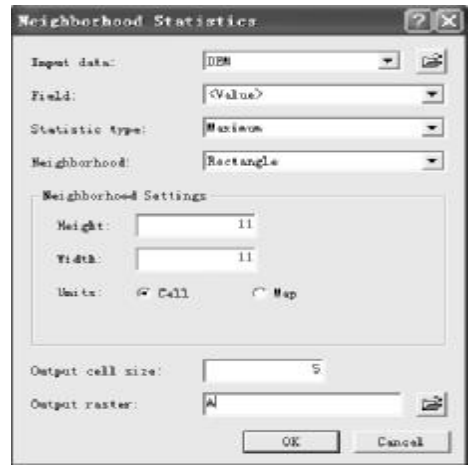 Neighborhood Statistics
Input data: DEM
Field: <Value>
Statistic type: Maximum
Neighborhood: Rectangle
Neighborhood Settings
Height: 11
Width: 11
Units: Cell Map
Output cell size: 5
Output raster: A
OK Cancel